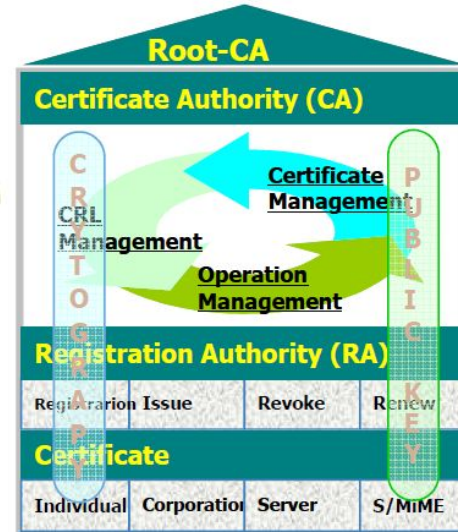 Root-CA
Certificate Authority (CA)
CRYTOGRAPY
PUBLIC KEY
Certificate
Management
CRL
Management
Operation
Management
Registration Authority (RA)
Registrarion Issue Revoke Renew
Certificate
Individual Corporation Server S/MiME